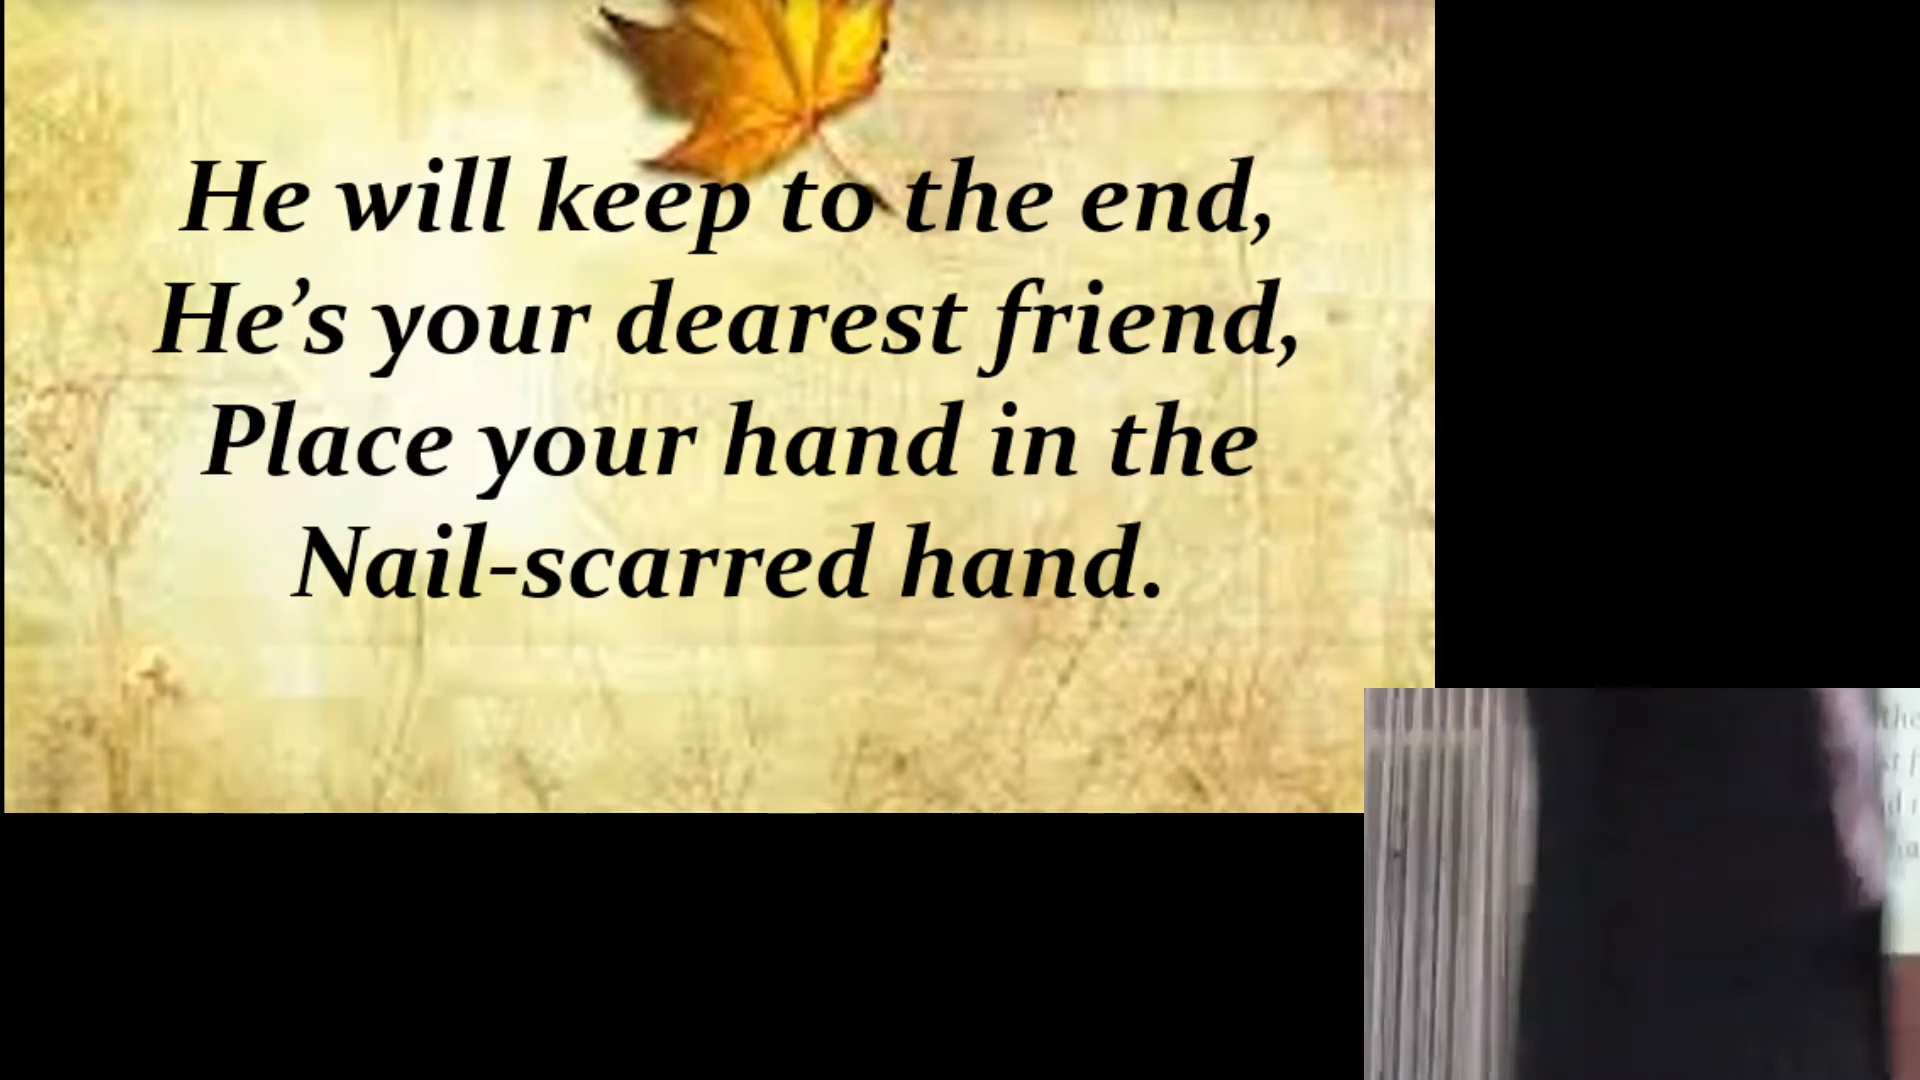 He will keep to the end,
He’s your dearest friend,
Place your hand in the
Nail-scarred hand.